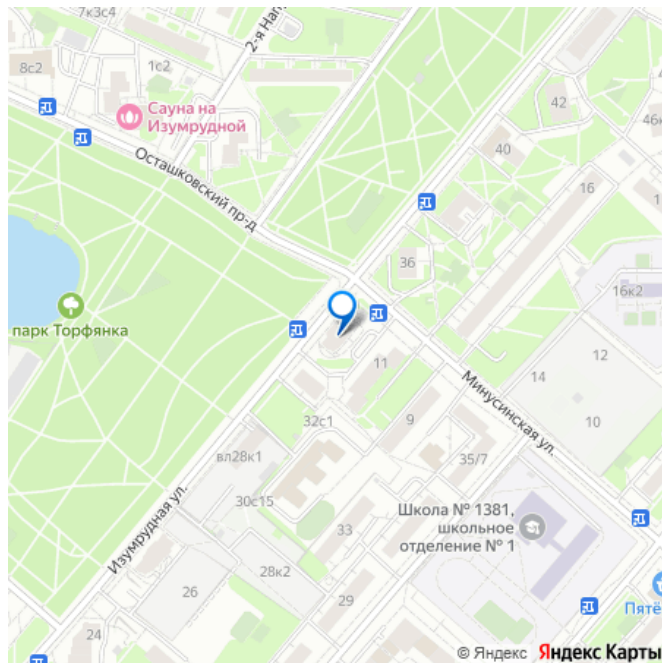 7к3с4
2-я Нап
8с2
1с2
Сауна на
Изумрудной
42
46к
40
Осташковский пр-д
16
36
16к2
парк Торфянка
12
11
14
Минусинская ул.
10
9
32с1
35/7
вл28к1
30с15
Школа № 1381,
школьное
отделение № 1
33
Изумрудная ул.
28к2
26
29
Пятё
24
© Яндекс Яндекс Карты